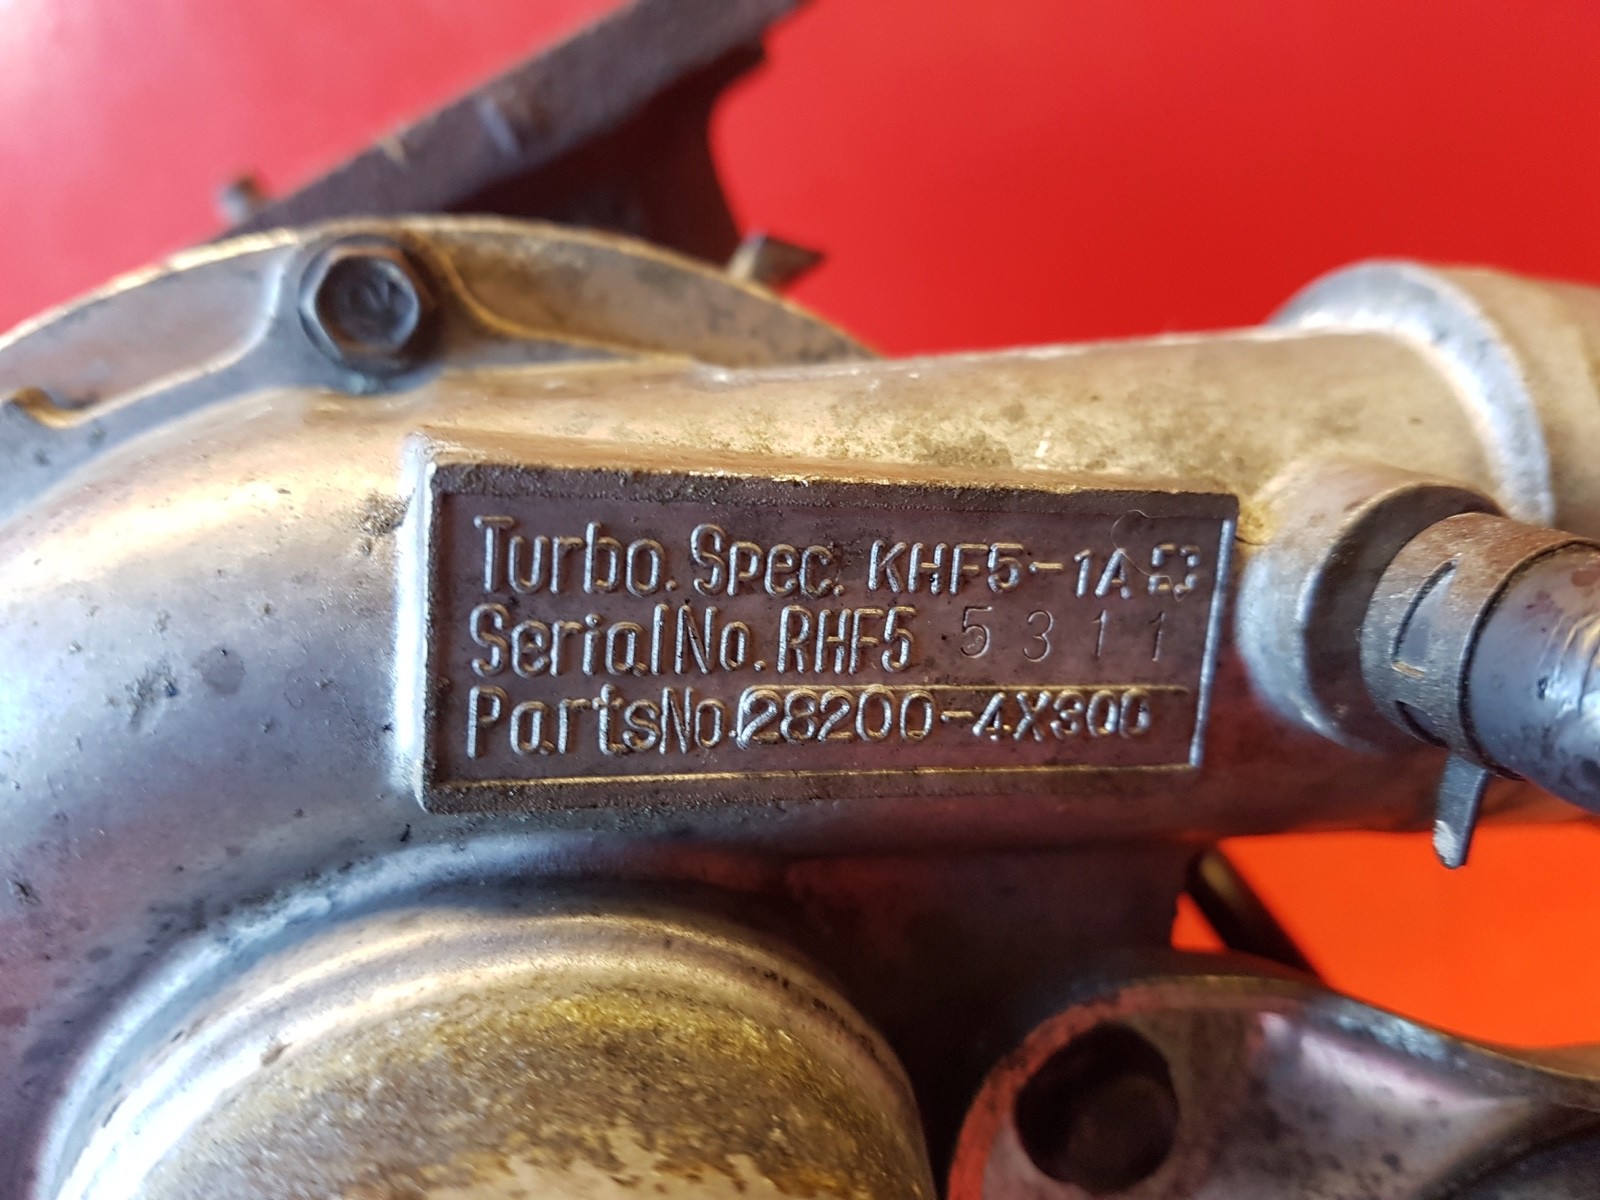 Turbo. Spec. KHF5-1A
Serial No. RHF5 5311
Parts No. 28200-4X300